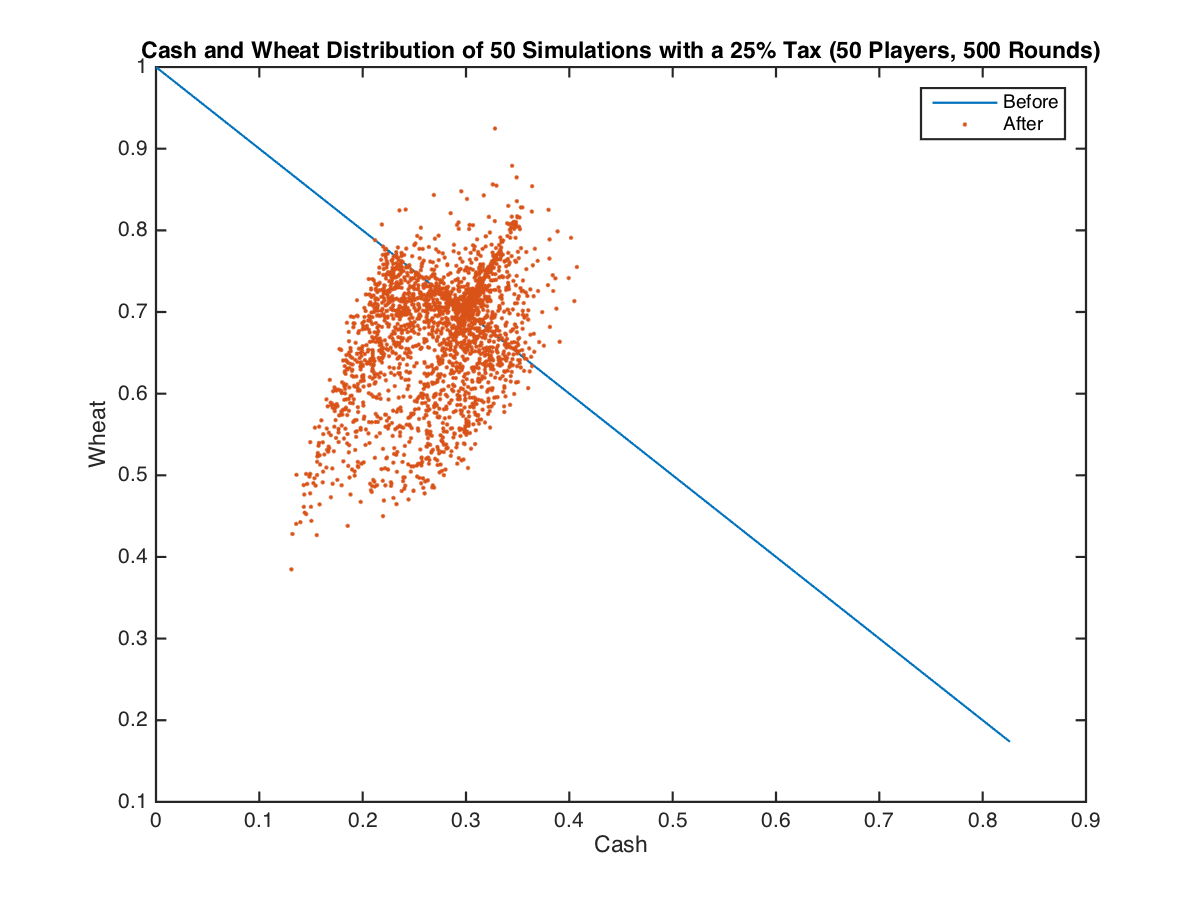 Cash and Wheat Distribution of 50 Simulations with a 25% Tax (50 Players, 500 Rounds)
1
Before
After
0.9
0.8
0.7
0.6
Wheat
0.5
0.4
0.3
0.2
0.1
0 0.1 0.2 0.3 0.4 0.5 0.6 0.7 0.8 0.9
Cash